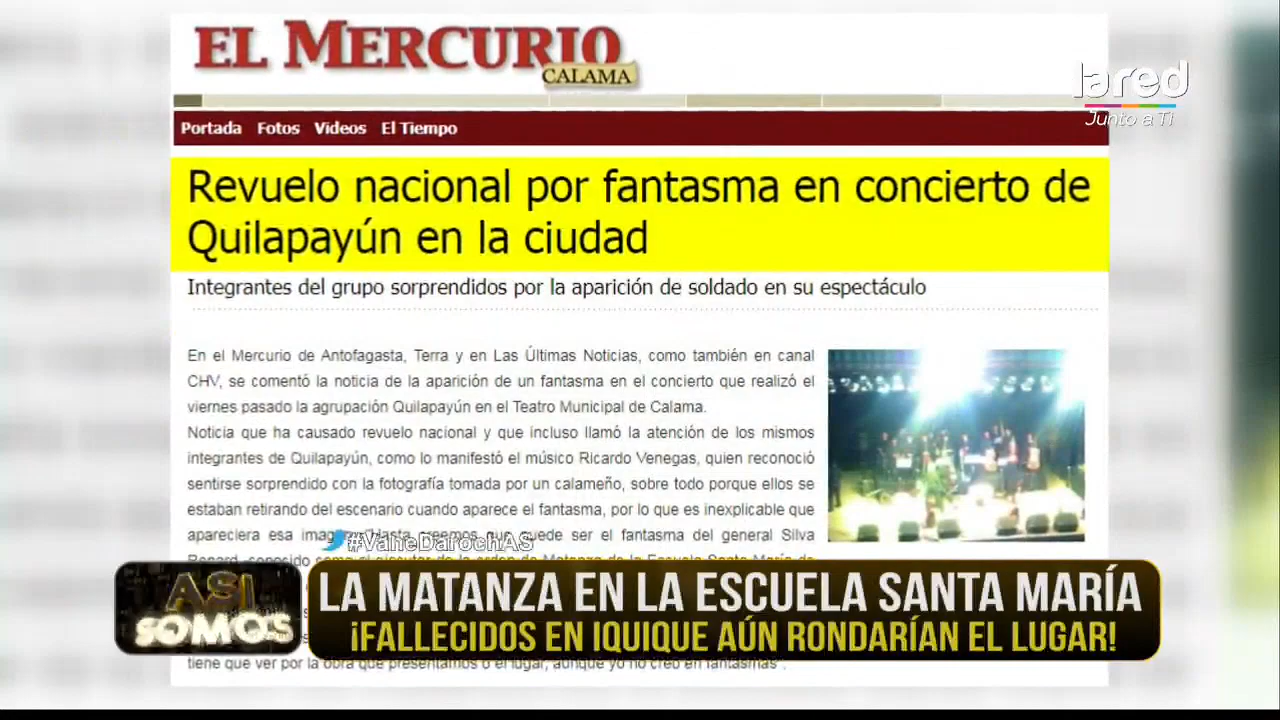 EL MERCURIO
CALAMA
lared
Junto a Ti
Portada Fotos Videos El Tiempo
Revuelo nacional por fantasma en concierto de
Quilapayún en la ciudad
Integrantes del grupo sorprendidos por la aparición de soldado en su espectáculo
En el Mercurio de Antofagasta, Terra y en Las Últimas Noticias, como también en canal
CHV, se comentó la noticia de la aparición de un fantasma en el concierto que realizó el
viernes pasado la agrupación Quilapayún en el Teatro Municipal de Calama.
Noticia que ha causado revuelo nacional y que incluso llamó la atención de los mismos
integrantes de Quilapayún, como lo manifestó el músico Ricardo Venegas, quien reconoció
sentirse sorprendido con la fotografía tomada por un calameño, sobre todo porque ellos se
estaban retirando del escenario cuando aparece el fantasma, por lo que es inexplicable que
apareciera esa puede ser el fantasma del general Silva
#ValleDarochAS
ASI
SOMOS
LA MATANZA EN LA ESCUELA SANTA MARÍA
¡FALLECIDOS EN IQUIQUE AÚN RONDARÍAN EL LUGAR!
tiene que ver por la obra que presentamos o el lugar, aunque yo no creo en fantasmas".